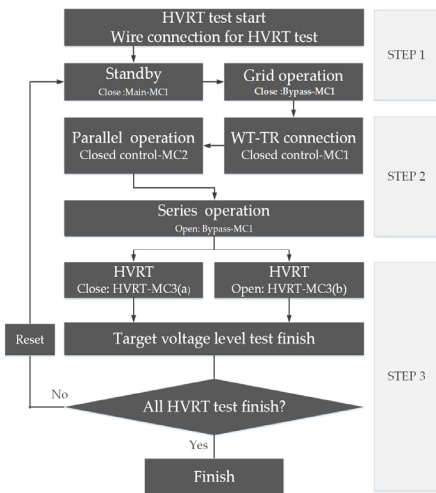 HVRT test start
Wire connection for HVRT test
STEP 1
Standby
Close :Main-MC1
Grid operation
Close :Bypass-MC1
Parallel operation
Closed control-MC2
WT-TR connection
Closed control-MC1
STEP 2
Series operation
Open: Bypass-MC1
HVRT
Close: HVRT-MC3(a)
HVRT
Open: HVRT-MC3(b)
Reset
Target voltage level test finish
STEP 3
No
All HVRT test finish?
Yes
Finish